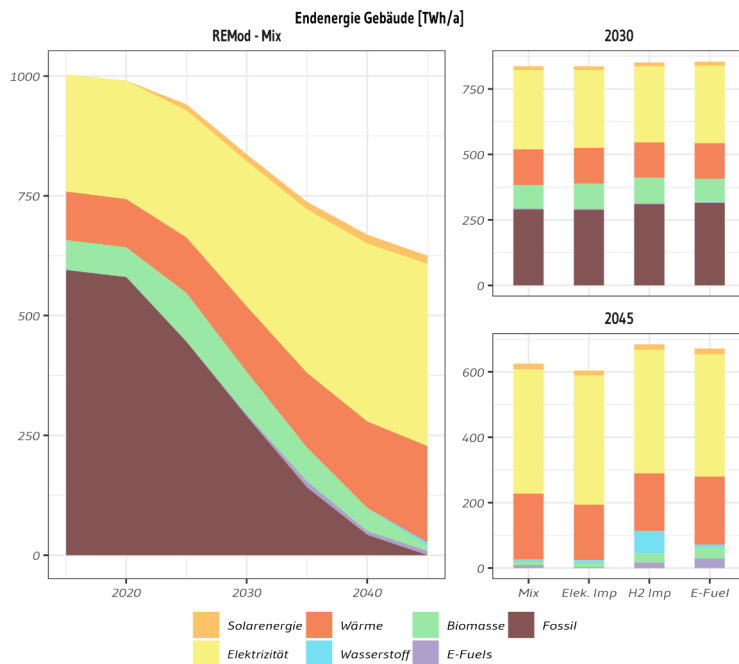 Endenergie Gebäude [TWh/a]
REMod - Mix
1000
750
500
250
0
2020
2030
2040
2030
750
500
250
0
2045
600
400
200
0
Mix
Elek. Imp
H2 Imp
E-Fuel
Solarenergie
Wärme
Biomasse
Fossil
Elektrizität
Wasserstoff
E-Fuels